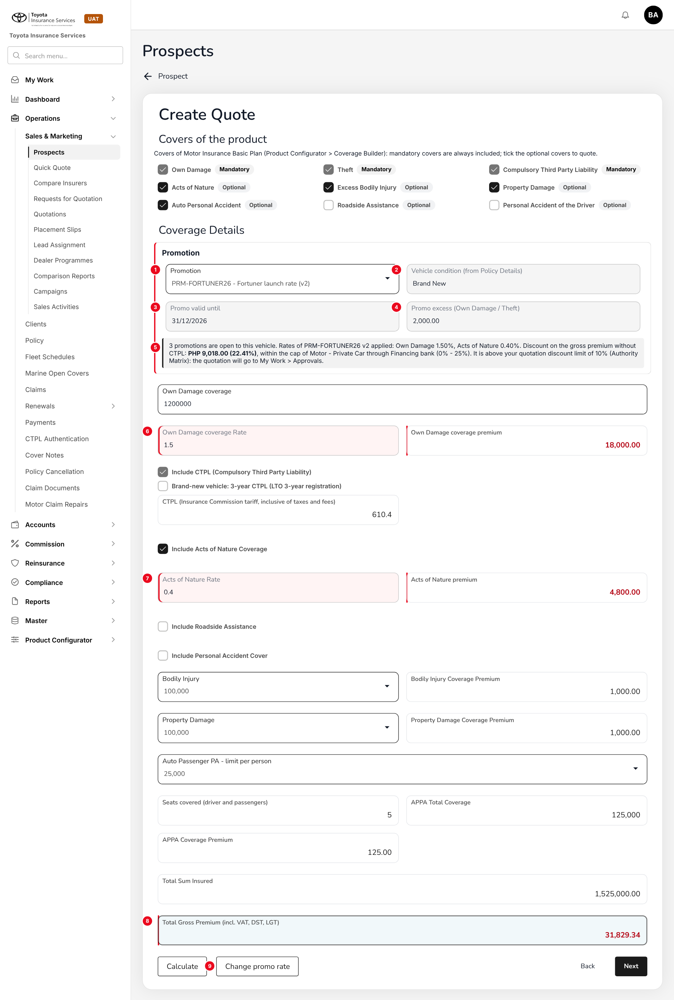 Toyota
Insurance Services
UAT
Toyota Insurance Services
Search menu...
My Work
Dashboard
Operations
Sales & Marketing
Prospects
Quick Quote
Compare Insurers
Requests for Quotation
Quotations
Placement Slips
Lead Assignment
Dealer Programmes
Comparison Reports
Campaigns
Sales Activities
Clients
Policy
Fleet Schedules
Marine Open Covers
Claims
Renewals
Payments
CTPL Authentication
Cover Notes
Policy Cancellation
Claim Documents
Motor Claim Repairs
Accounts
Commission
Reinsurance
Compliance
Reports
Master
Product Configurator
BA
Prospects
Prospect
Create Quote
Covers of the product
Covers of Motor Insurance Basic Plan (Product Configurator > Coverage Builder): mandatory covers are always included; tick the optional covers to quote.
Own Damage Mandatory
Theft Mandatory
Compulsory Third Party Liability Mandatory
Acts of Nature Optional
Excess Bodily Injury Optional
Property Damage Optional
Auto Personal Accident Optional
Roadside Assistance Optional
Personal Accident of the Driver Optional
Coverage Details
Promotion
1
Promotion
PRM-FORTUNER26 - Fortuner launch rate (v2)
2
Vehicle condition (from Policy Details)
Brand New
3
Promo valid until
31/12/2026
4
Promo excess (Own Damage / Theft)
2,000.00
5
3 promotions are open to this vehicle. Rates of PRM-FORTUNER26 v2 applied: Own Damage 1.50%, Acts of Nature 0.40%. Discount on the gross premium without
CTPL: PHP 9,018.00 (22.41%), within the cap of Motor - Private Car through Financing bank (0% - 25%). It is above your quotation discount limit of 10% (Authority
Matrix): the quotation will go to My Work > Approvals.
Own Damage coverage
1200000
6
Own Damage coverage Rate
1.5
Own Damage coverage premium
18,000.00
Include CTPL (Compulsory Third Party Liability)
Brand-new vehicle: 3-year CTPL (LTO 3-year registration)
CTPL (Insurance Commission tariff, inclusive of taxes and fees)
610.4
Include Acts of Nature Coverage
7
Acts of Nature Rate
0.4
Acts of Nature premium
4,800.00
Include Roadside Assistance
Include Personal Accident Cover
Bodily Injury
100,000
Bodily Injury Coverage Premium
1,000.00
Property Damage
100,000
Property Damage Coverage Premium
1,000.00
Auto Passenger PA - limit per person
25,000
Seats covered (driver and passengers)
5
APPA Total Coverage
125,000
APPA Coverage Premium
125.00
Total Sum Insured
1,525,000.00
8
Total Gross Premium (incl. VAT, DST, LGT)
31,829.34
Calculate
9
Change promo rate
Back
Next